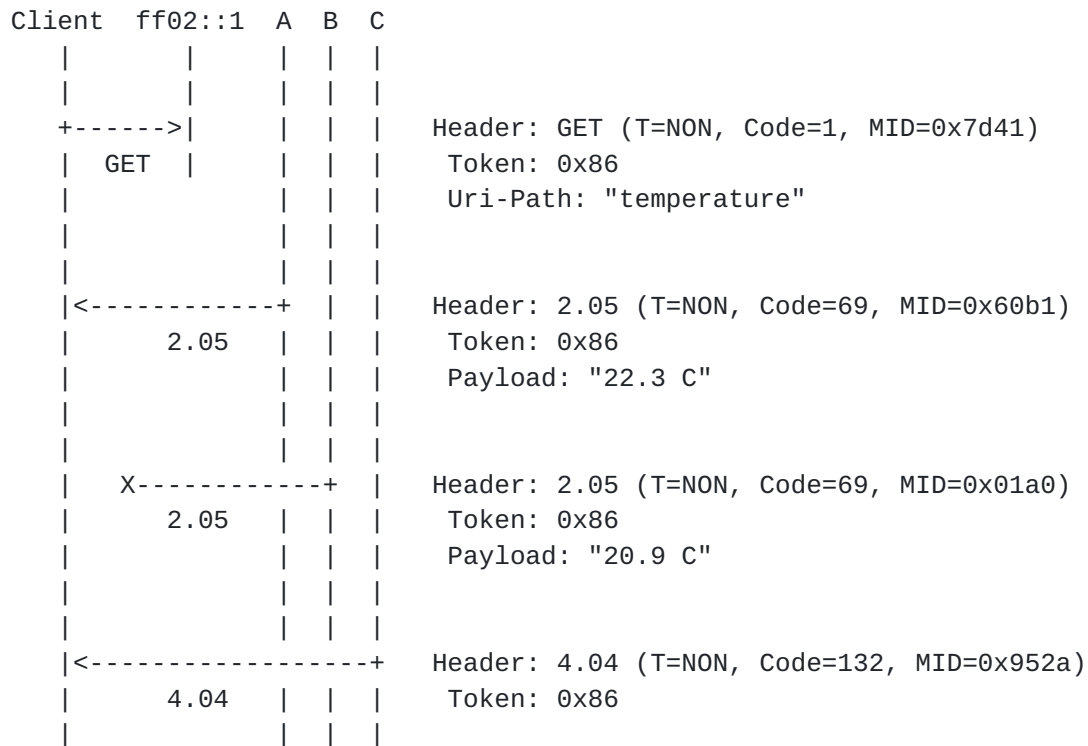 Client ff02::1 A B C
Header: GET (T=NON, Code=1, MID=0x7d41)
GET Token: 0x86
Uri-Path: "temperature"
Header: 2.05 (T=NON, Code=69, MID=0x60b1)
2.05 Token: 0x86
Payload: "22.3 C"
X Header: 2.05 (T=NON, Code=69, MID=0x01a0)
2.05 Token: 0x86
Payload: "20.9 C"
Header: 4.04 (T=NON, Code=132, MID=0x952a)
4.04 Token: 0x86